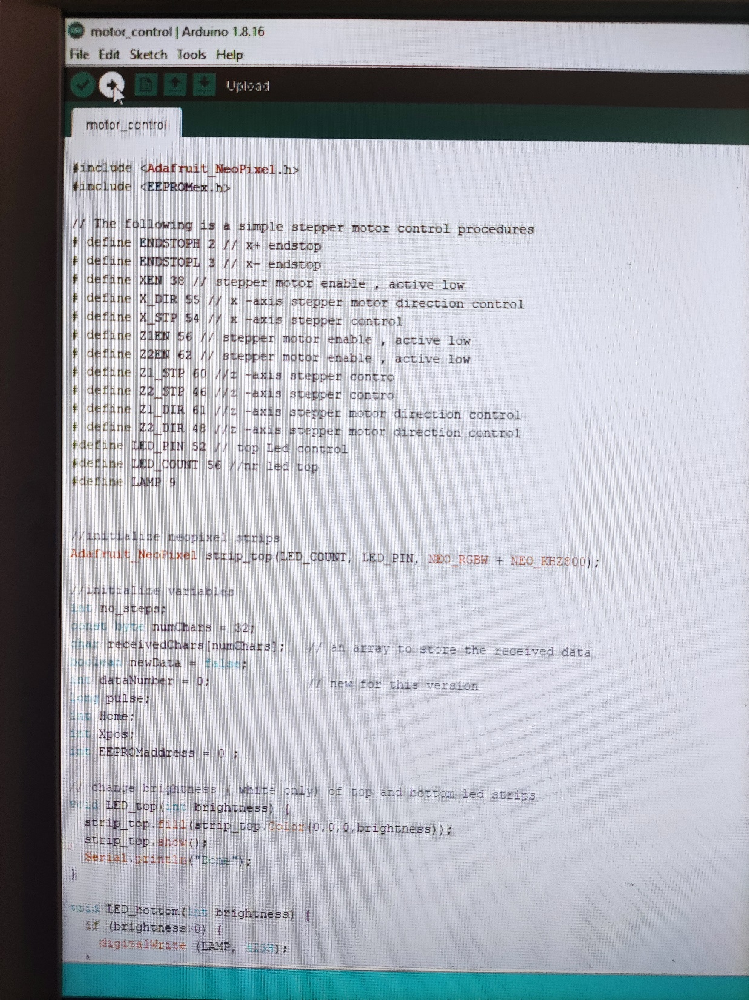 motor_control | Arduino 1.8.16
File Edit Sketch Tools Help
Upload
motor_control
#include <Adafruit_NeoPixel.h>
#include <EEPROMex.h>
// The following is a simple stepper motor control procedures
# define ENDSTOPH 2 // x+ endstop
# define ENDSTOPL 3 // x- endstop
# define XEN 38 // stepper motor enable , active low
# define X_DIR 55 // x -axis stepper motor direction control
# define X_STP 54 // x -axis stepper control
# define Z1EN 56 // stepper motor enable , active low
# define Z2EN 62 // stepper motor enable , active low
# define Z1_STP 60 //z -axis stepper contro
# define Z2_STP 46 //z -axis stepper contro
# define Z1_DIR 61 //z -axis stepper motor direction control
# define Z2_DIR 48 //z -axis stepper motor direction control
#define LED_PIN 52 // top Led control
#define LED_COUNT 56 //nr led top
#define LAMP 9
//initialize neopixel strips
Adafruit_NeoPixel strip_top(LED_COUNT, LED_PIN, NEO_RGBW + NEO_KHZ800);
//initialize variables
int no_steps;
const byte numChars = 32;
char receivedChars[numChars];   // an array to store the received data
boolean newData = false;
int dataNumber = 0;             // new for this version
long pulse;
int Home;
int Xpos;
int EEPROMaddress = 0 ;
// change brightness ( white only) of top and bottom led strips
void LED_top(int brightness) {
strip_top.fill(strip_top.Color(0,0,0,brightness));
strip_top.show();
Serial.println("Done");
}
void LED_bottom(int brightness) {
if (brightness>0) {
digitalWrite (LAMP, HIGH);